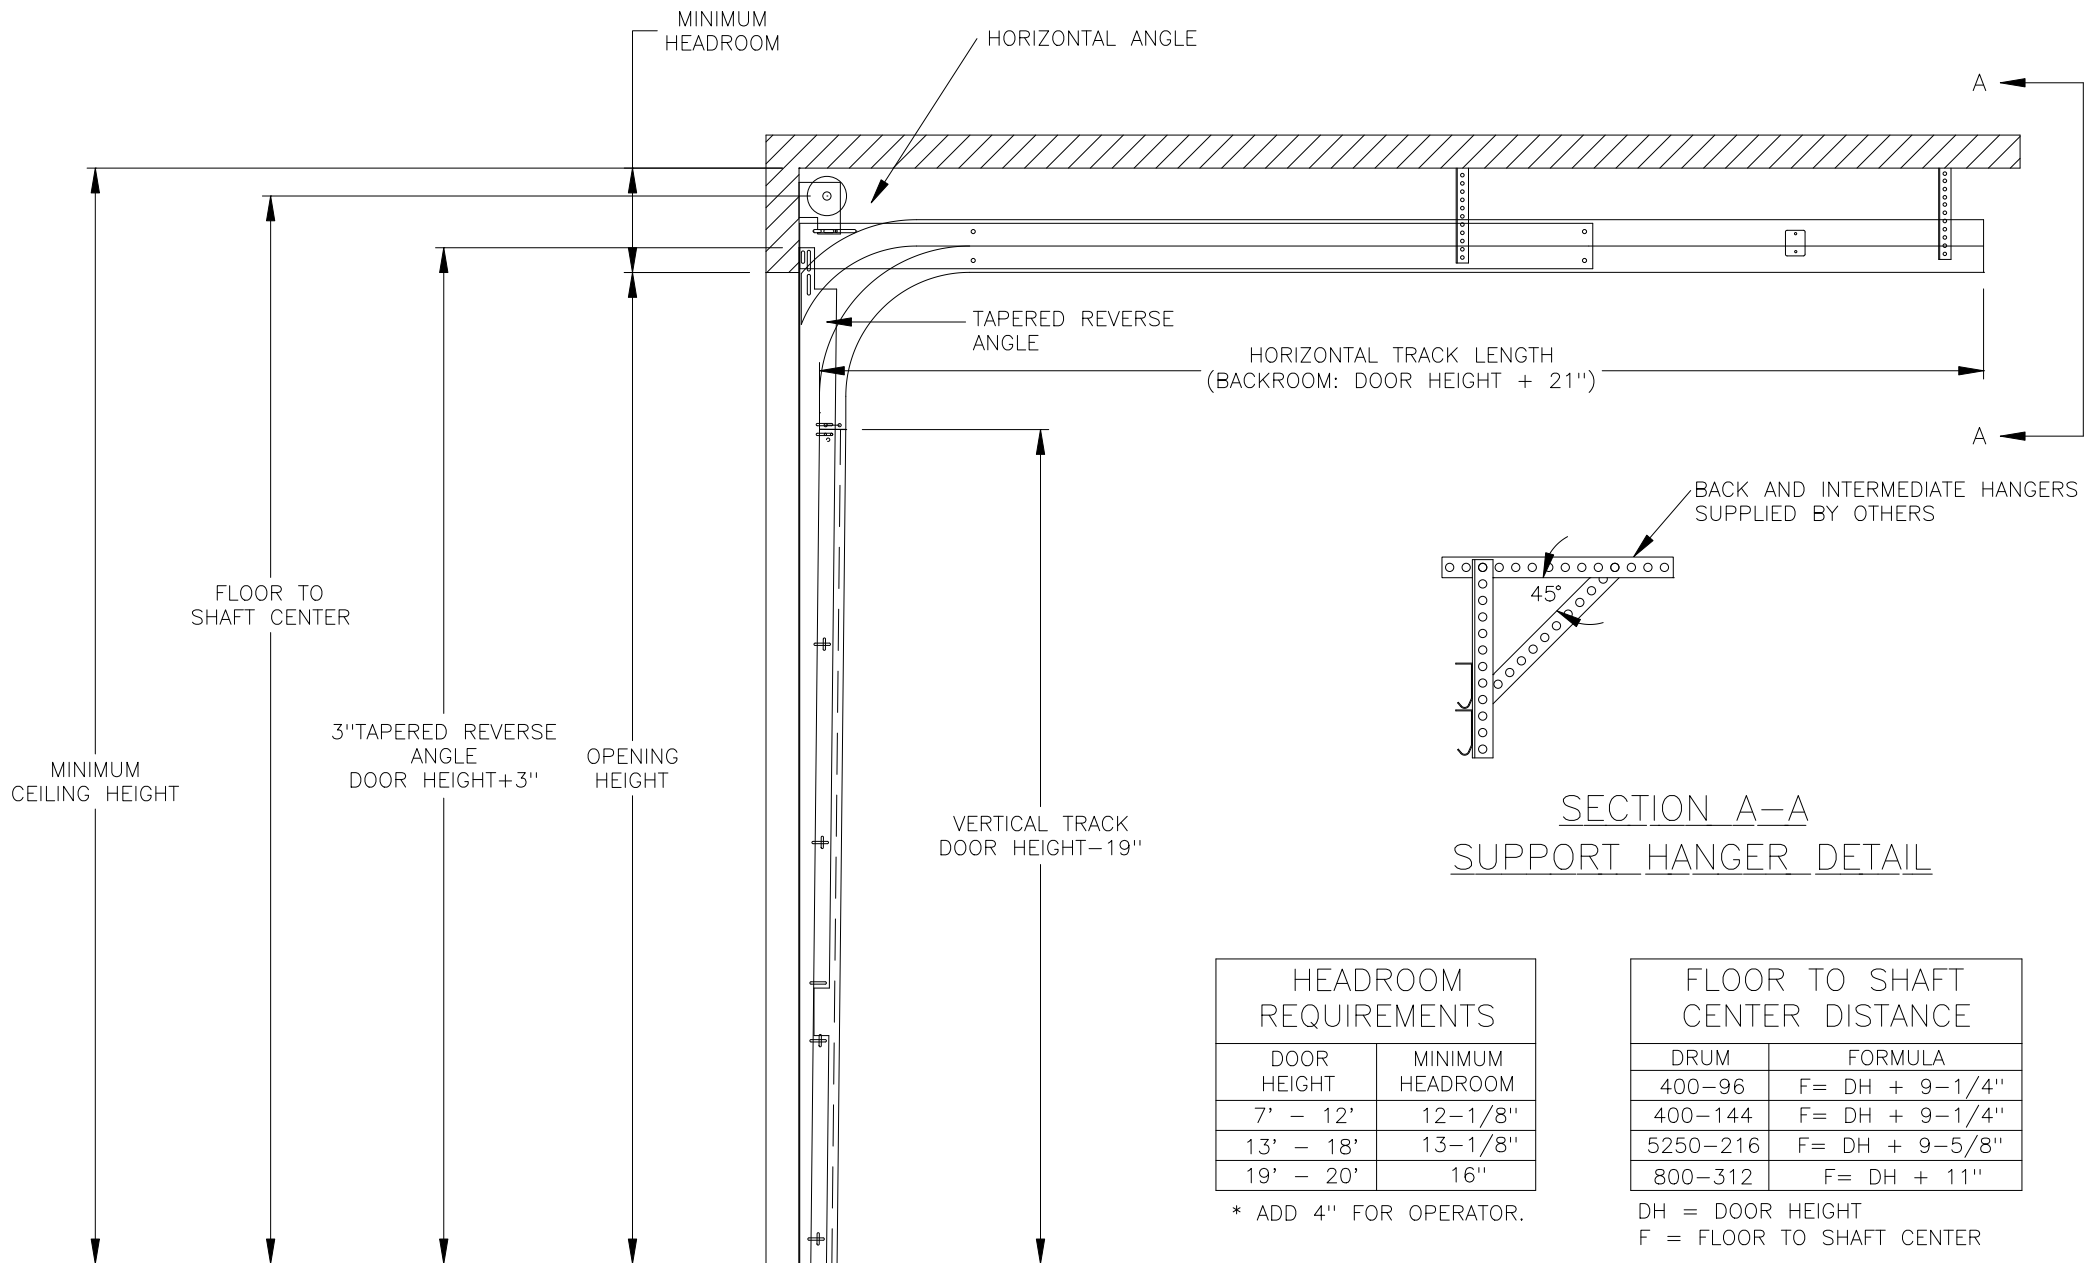 MINIMUM
HEADROOM
HORIZONTAL ANGLE
A
TAPERED REVERSE
ANGLE
HORIZONTAL TRACK LENGTH
(BACKROOM: DOOR HEIGHT + 21")
A
BACK AND INTERMEDIATE HANGERS
SUPPLIED BY OTHERS
45°
FLOOR TO
SHAFT CENTER
3"TAPERED REVERSE
ANGLE
DOOR HEIGHT+3"
OPENING
HEIGHT
MINIMUM
CEILING HEIGHT
VERTICAL TRACK
DOOR HEIGHT-19"
SECTION A-A
SUPPORT HANGER DETAIL
HEADROOM
REQUIREMENTS
DOOR HEIGHT MINIMUM HEADROOM
7' - 12' 12-1/8"
13' - 18' 13-1/8"
19' - 20' 16"
* ADD 4" FOR OPERATOR.
FLOOR TO SHAFT
CENTER DISTANCE
DRUM FORMULA
400-96 F= DH + 9-1/4"
400-144 F= DH + 9-1/4"
5250-216 F= DH + 9-5/8"
800-312 F= DH + 11"
DH = DOOR HEIGHT
F = FLOOR TO SHAFT CENTER